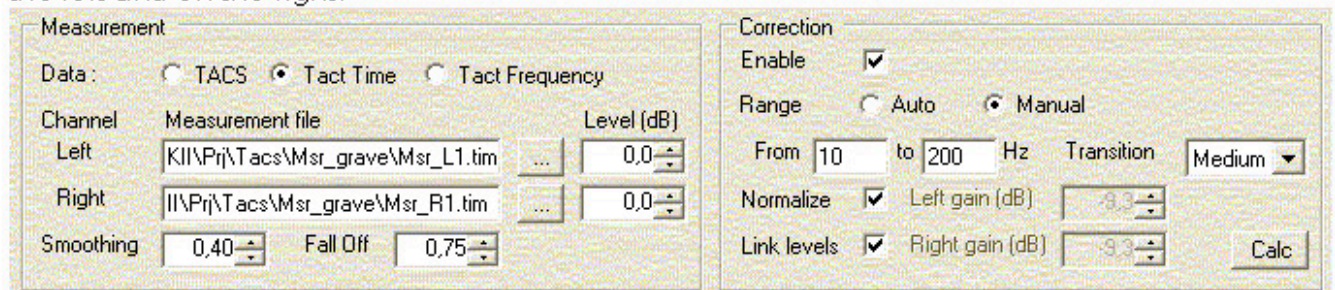 Measurement
Data : TACS Tact Time Tact Frequency
Channel Measurement file Level (dB)
Left KII\Prj\Tacs\Msr_grave\Msr_L1.tim ... 0,0
Right II\Prj\Tacs\Msr_grave\Msr_R1.tim ... 0,0
Smoothing 0,40 Fall Off 0,75
Correction
Enable
Range Auto Manual
From 10 to 200 Hz Transition Medium
Normalize Left gain (dB) -9,3
Link levels Right gain (dB) -9,3 Calc